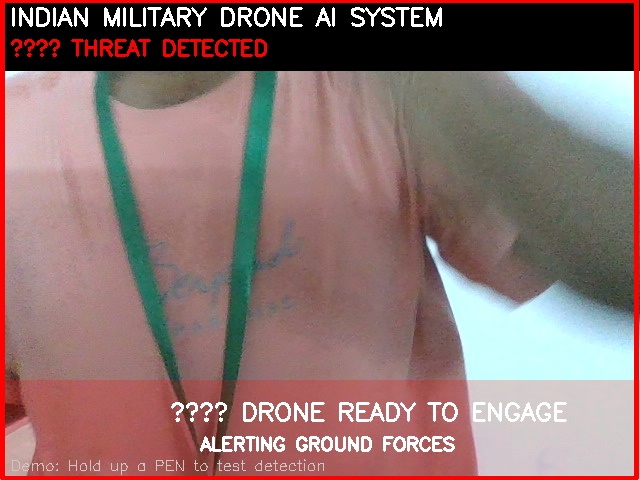 INDIAN MILITARY DRONE AI SYSTEM
???? THREAT DETECTED
???? DRONE READY TO ENGAGE
ALERTING GROUND FORCES
Demo: Hold up a PEN to test detection